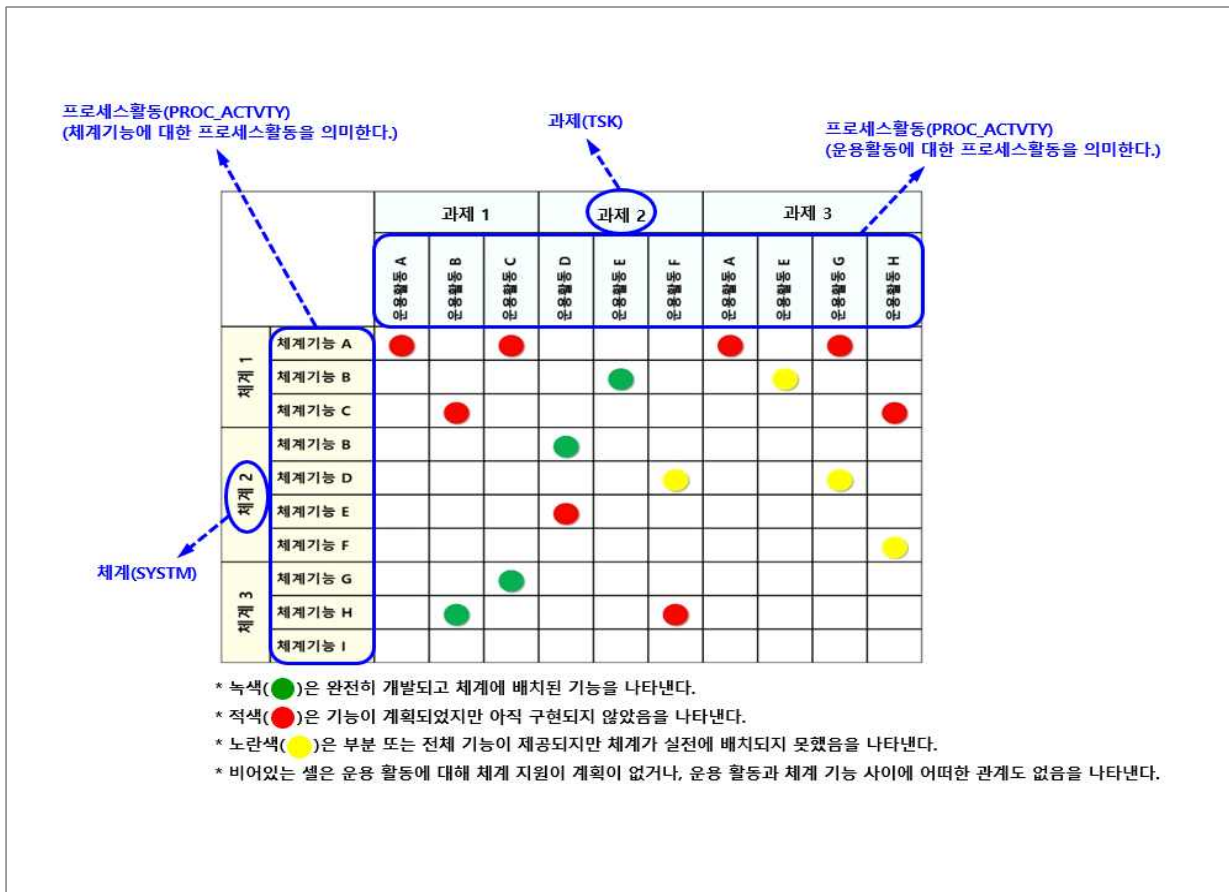 프로세스활동(PROC_ACTVTY)
(체계기능에 대한 프로세스활동을 의미한다.)
과제(TSK)
프로세스활동(PROC_ACTVTY)
(운용활동에 대한 프로세스활동을 의미한다.)
과제 1
과제 2
과제 3
운용활동 A
운용활동 B
운용활동 C
운용활동 D
운용활동 E
운용활동 F
운용활동 A
운용활동 E
운용활동 G
운용활동 H
체계 1
체계기능 A
체계기능 B
체계기능 C
체계 2
체계기능 B
체계기능 D
체계기능 E
체계기능 F
체계(SYSTM)
체계 3
체계기능 G
체계기능 H
체계기능 I
* 녹색( )은 완전히 개발되고 체계에 배치된 기능을 나타낸다.
* 적색( )은 기능이 계획되었지만 아직 구현되지 않았음을 나타낸다.
* 노란색( )은 부분 또는 전체 기능이 제공되지만 체계가 실전에 배치되지 못했음을 나타낸다.
* 비어있는 셀은 운용 활동에 대해 체계 지원이 계획이 없거나, 운용 활동과 체계 기능 사이에 어떠한 관계도 없음을 나타낸다.